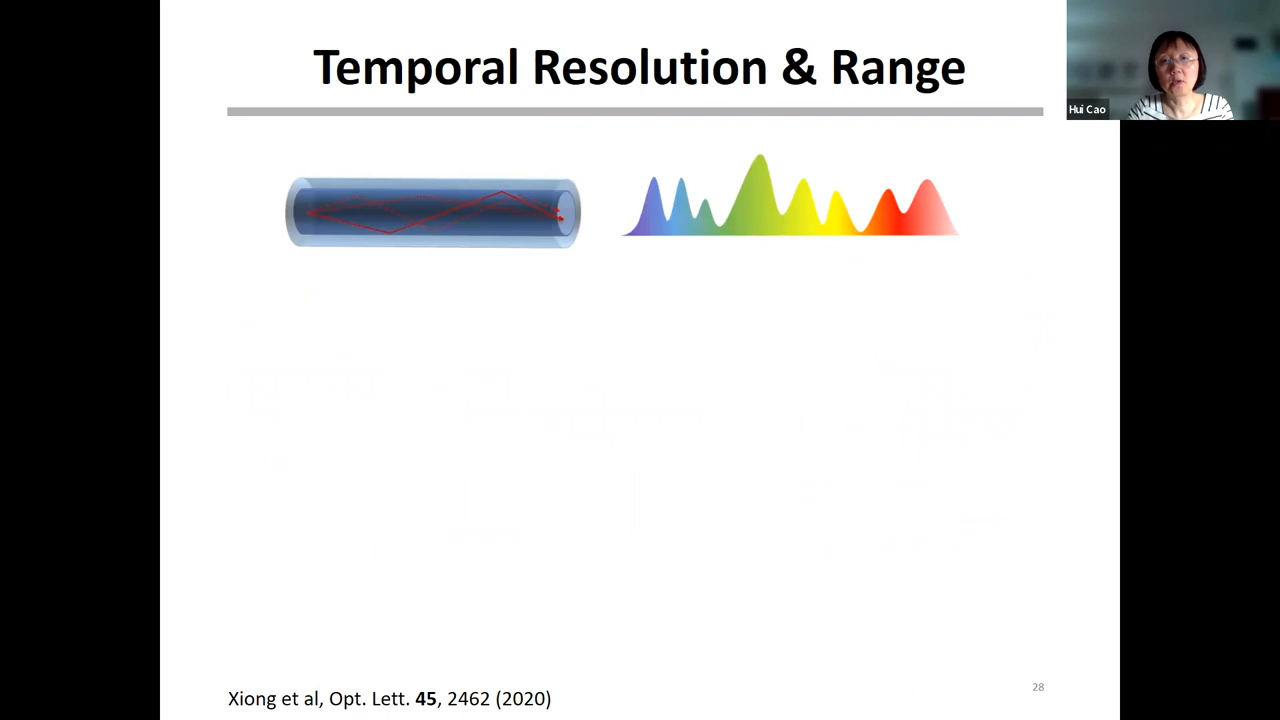 Temporal Resolution & Range
Hui Cao
Xiong et al, Opt. Lett. 45, 2462 (2020)
28